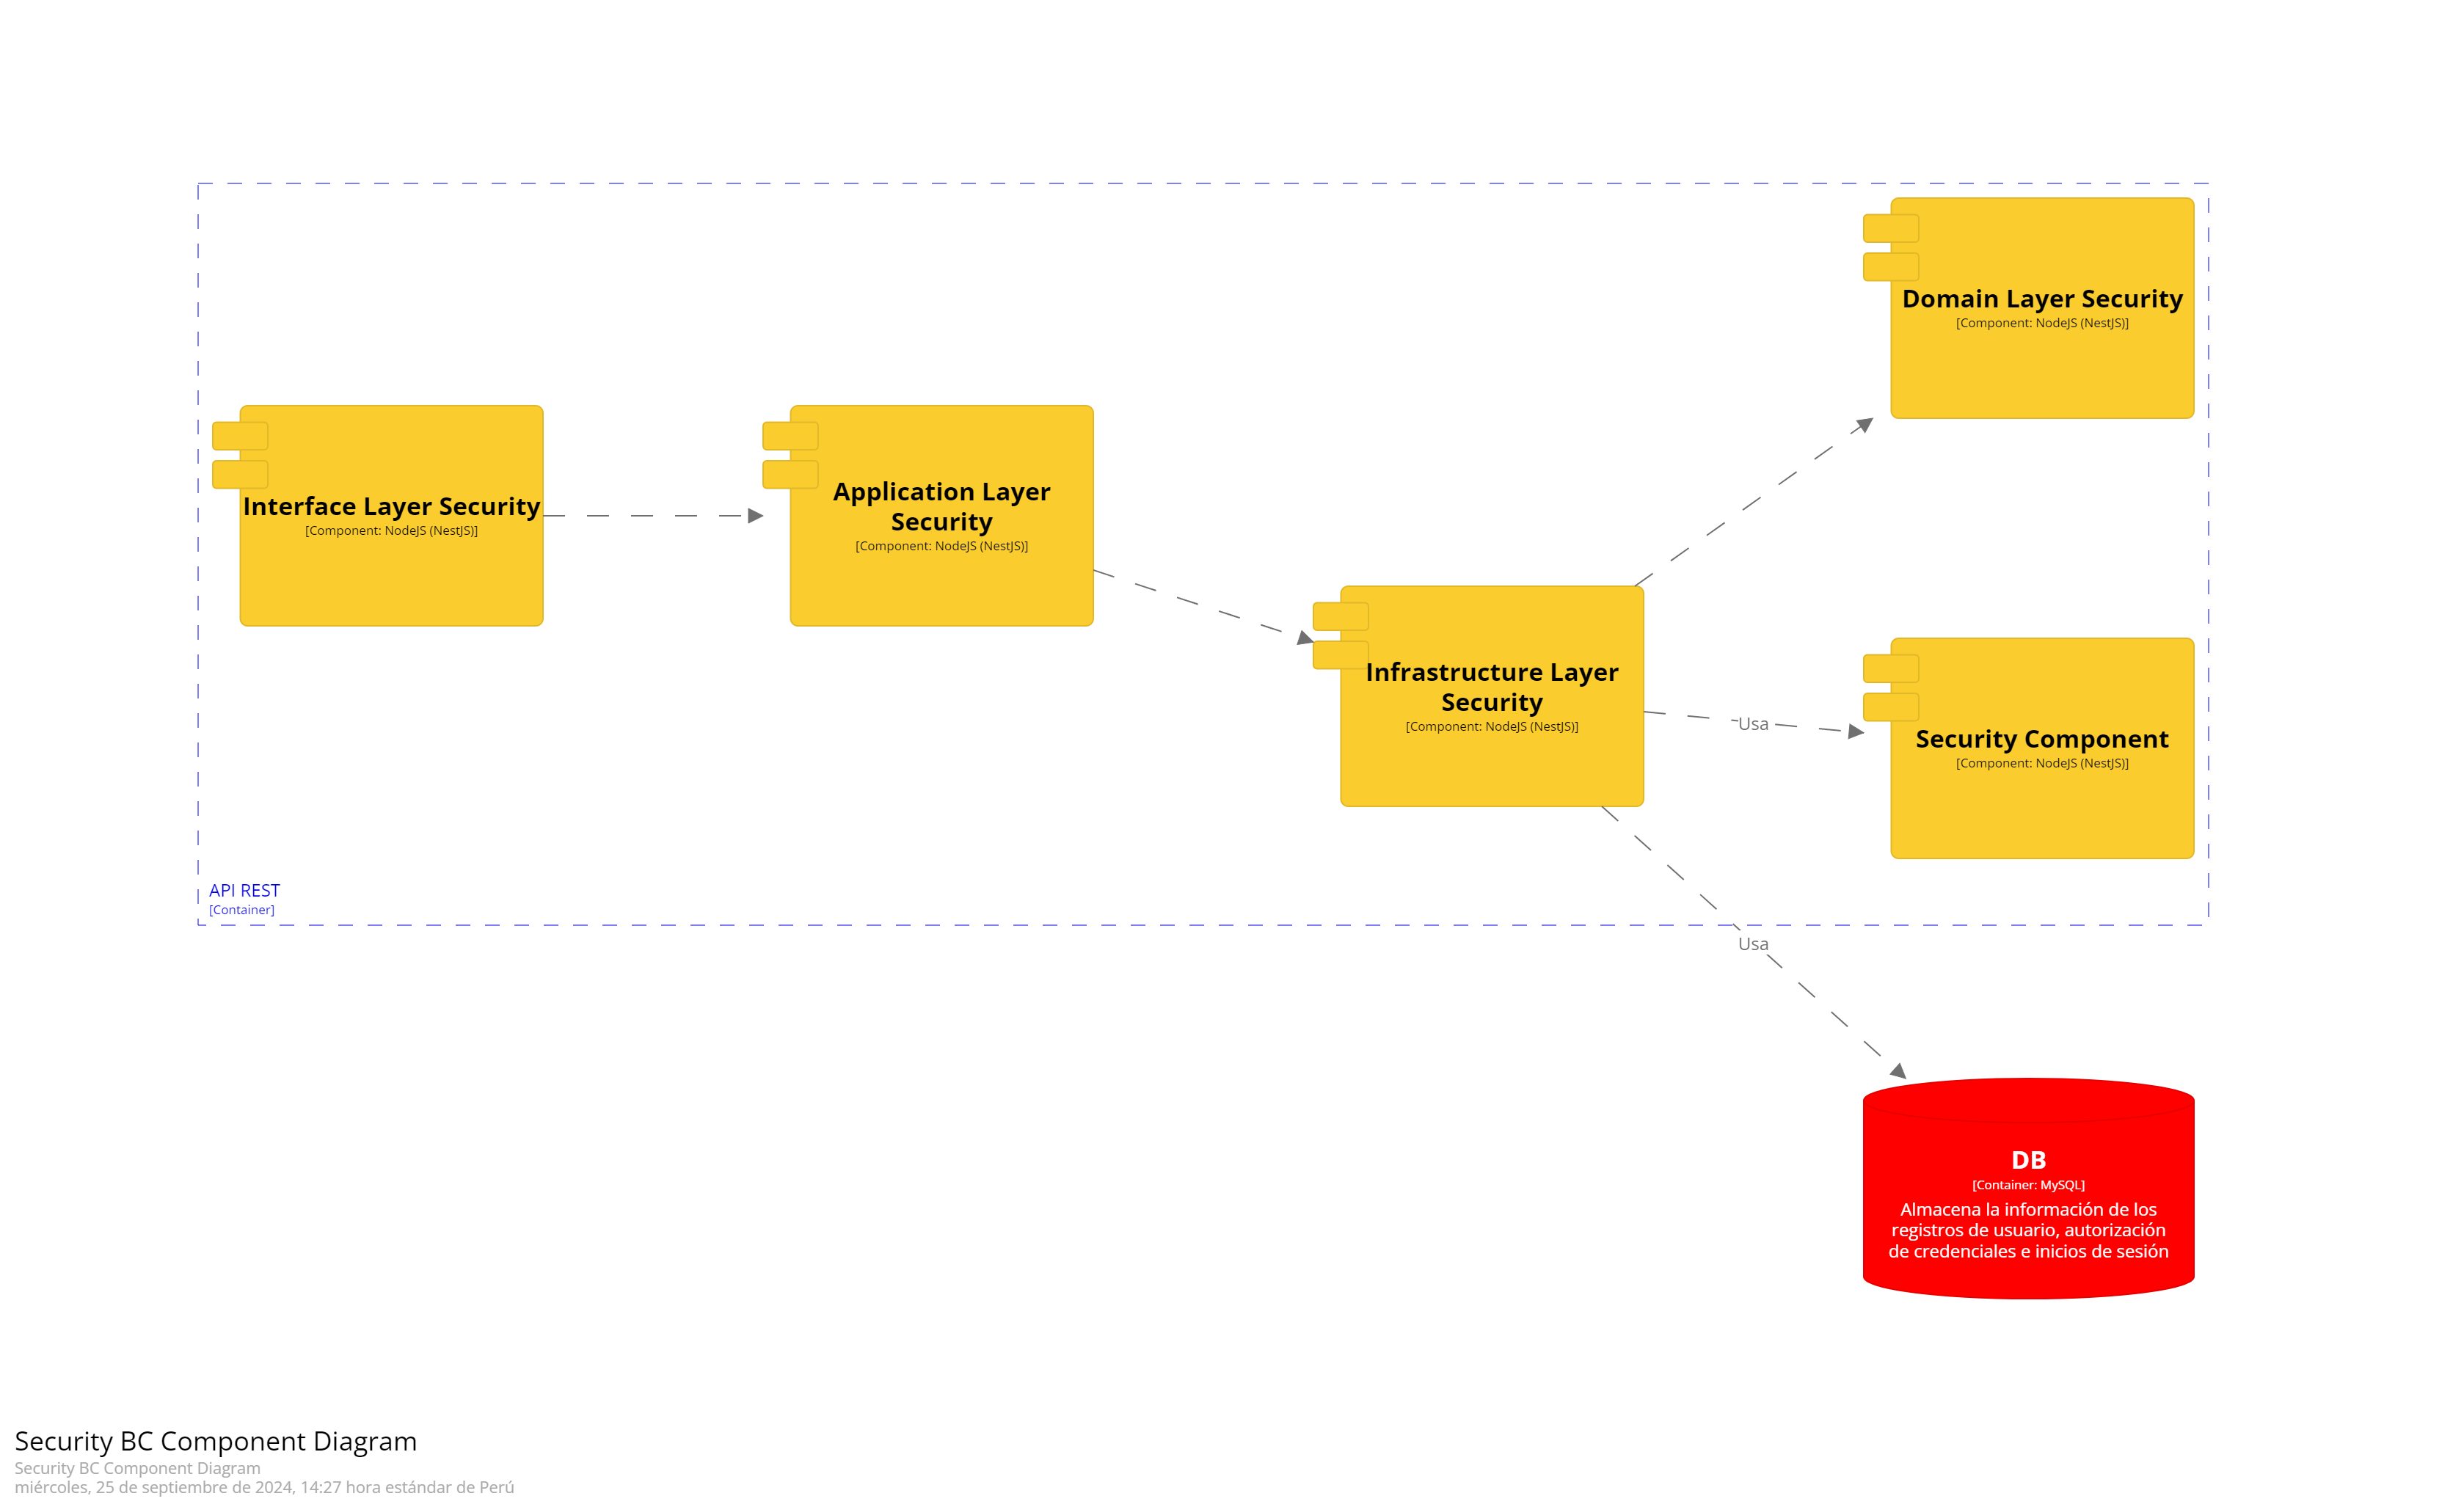 Domain Layer Security
[Component: NodeJS (NestJS)]
Interface Layer Security
[Component: NodeJS (NestJS)]
Application Layer
Security
[Component: NodeJS (NestJS)]
Infrastructure Layer
Security
[Component: NodeJS (NestJS)]
Usa
Security Component
[Component: NodeJS (NestJS)]
API REST
[Container]
Usa
DB
[Container: MySQL]
Almacena la información de los
registros de usuario, autorización
de credenciales e inicios de sesión
Security BC Component Diagram
Security BC Component Diagram
miércoles, 25 de septiembre de 2024, 14:27 hora estándar de Perú